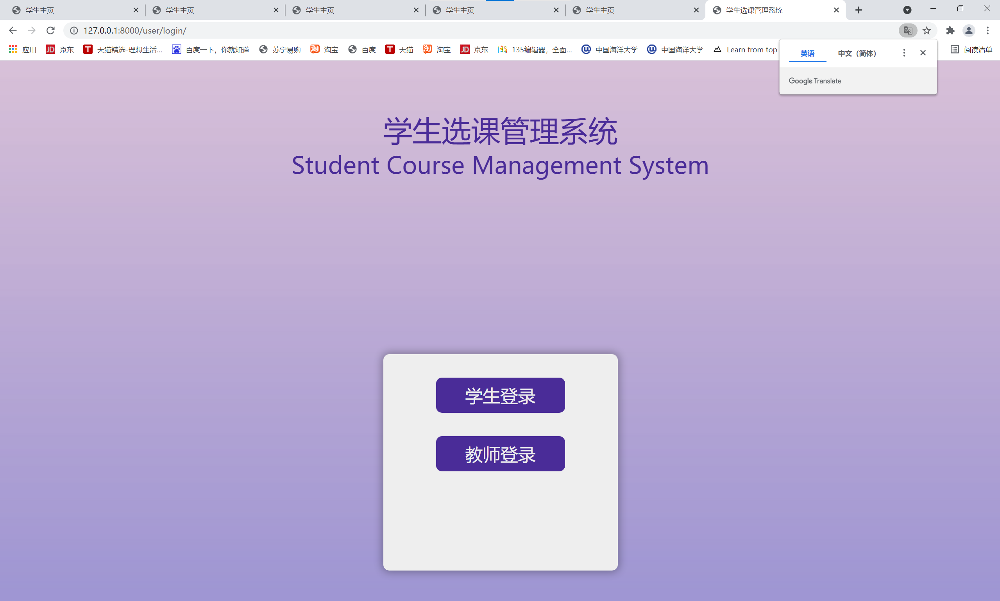 学生主页
学生主页
学生主页
学生主页
学生主页
学生选课管理系统
127.0.0.1:8000/user/login/
应用 京东 天猫精选-理想生活... 百度一下，你就知道 苏宁易购 淘宝 百度 天猫 淘宝 京东 135编辑器，全面... 中国海洋大学 中国海洋大学 Learn from top 阅读清单
英语 中文（简体）
Google Translate
学生选课管理系统
Student Course Management System
学生登录
教师登录